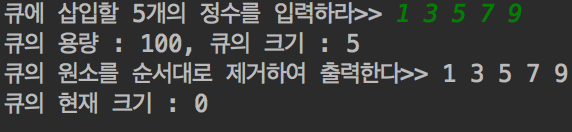 큐에 삽입할 5개의 정수를 입력하라>> 1 3 5 7 9
큐의 용량 : 100, 큐의 크기 : 5
큐의 원소를 순서대로 제거하여 출력한다>> 1 3 5 7 9
큐의 현재 크기 : 0